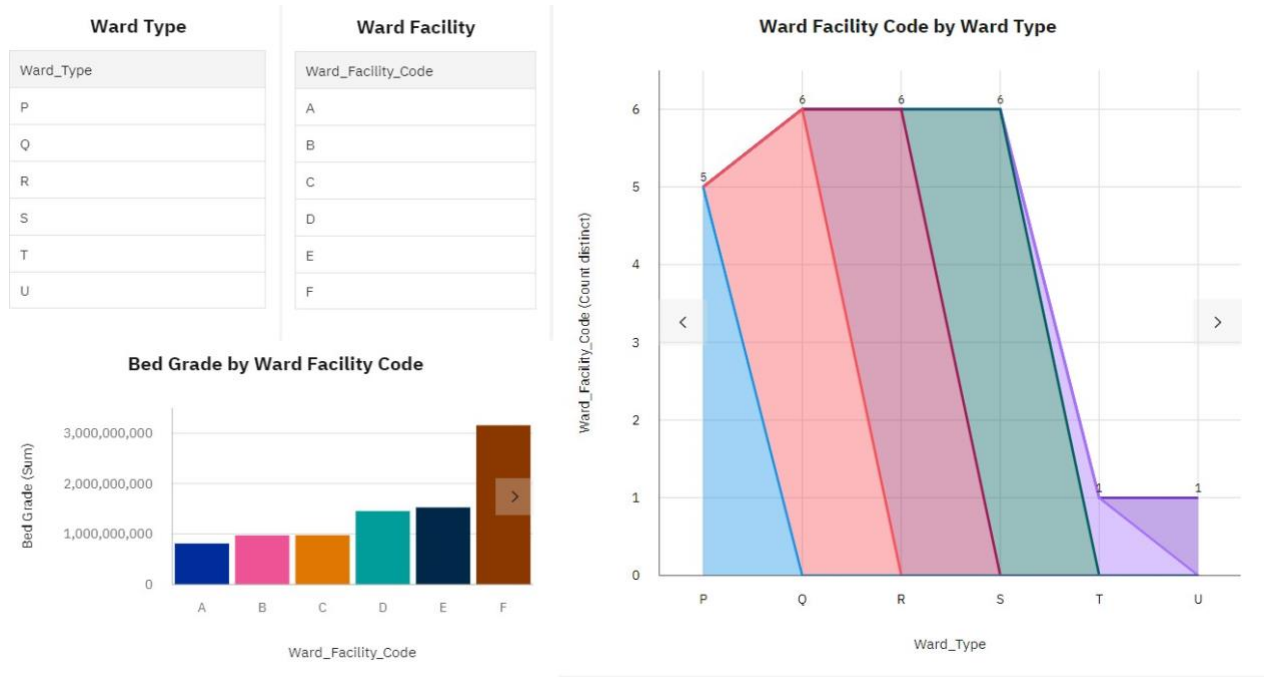 Ward Type
Ward_Type
P
Q
R
S
T
U
Ward Facility
Ward_Facility_Code
A
B
C
D
E
F
Bed Grade by Ward Facility Code
Bed Grade (Sum)
3,000,000,000
2,000,000,000
1,000,000,000
0
A B C D E F
Ward_Facility_Code
Ward Facility Code by Ward Type
Ward_Facility_Code (Count distinct)
6
5
4
3
2
1
0
5 6 6 6 1 1
P Q R S T U
Ward_Type